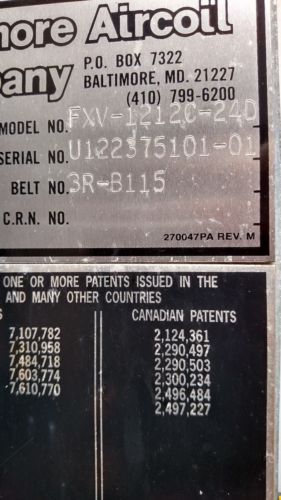 more Aircoil
pany
P.O. BOX 7322
BALTIMORE, MD. 21227
(410) 799-6200
MODEL NO. FXV-1212C-24D
SERIAL NO. U122375101-01
BELT NO. 3R-B115
C.R.N. NO.
270047PA REV. M
ONE OR MORE PATENTS ISSUED IN THE
AND MANY OTHER COUNTRIES
S
7,107,782
7,310,958
7,484,718
7,603,774
7,610,770
CANADIAN PATENTS
2,124,361
2,290,497
2,290,503
2,300,234
2,496,484
2,497,227